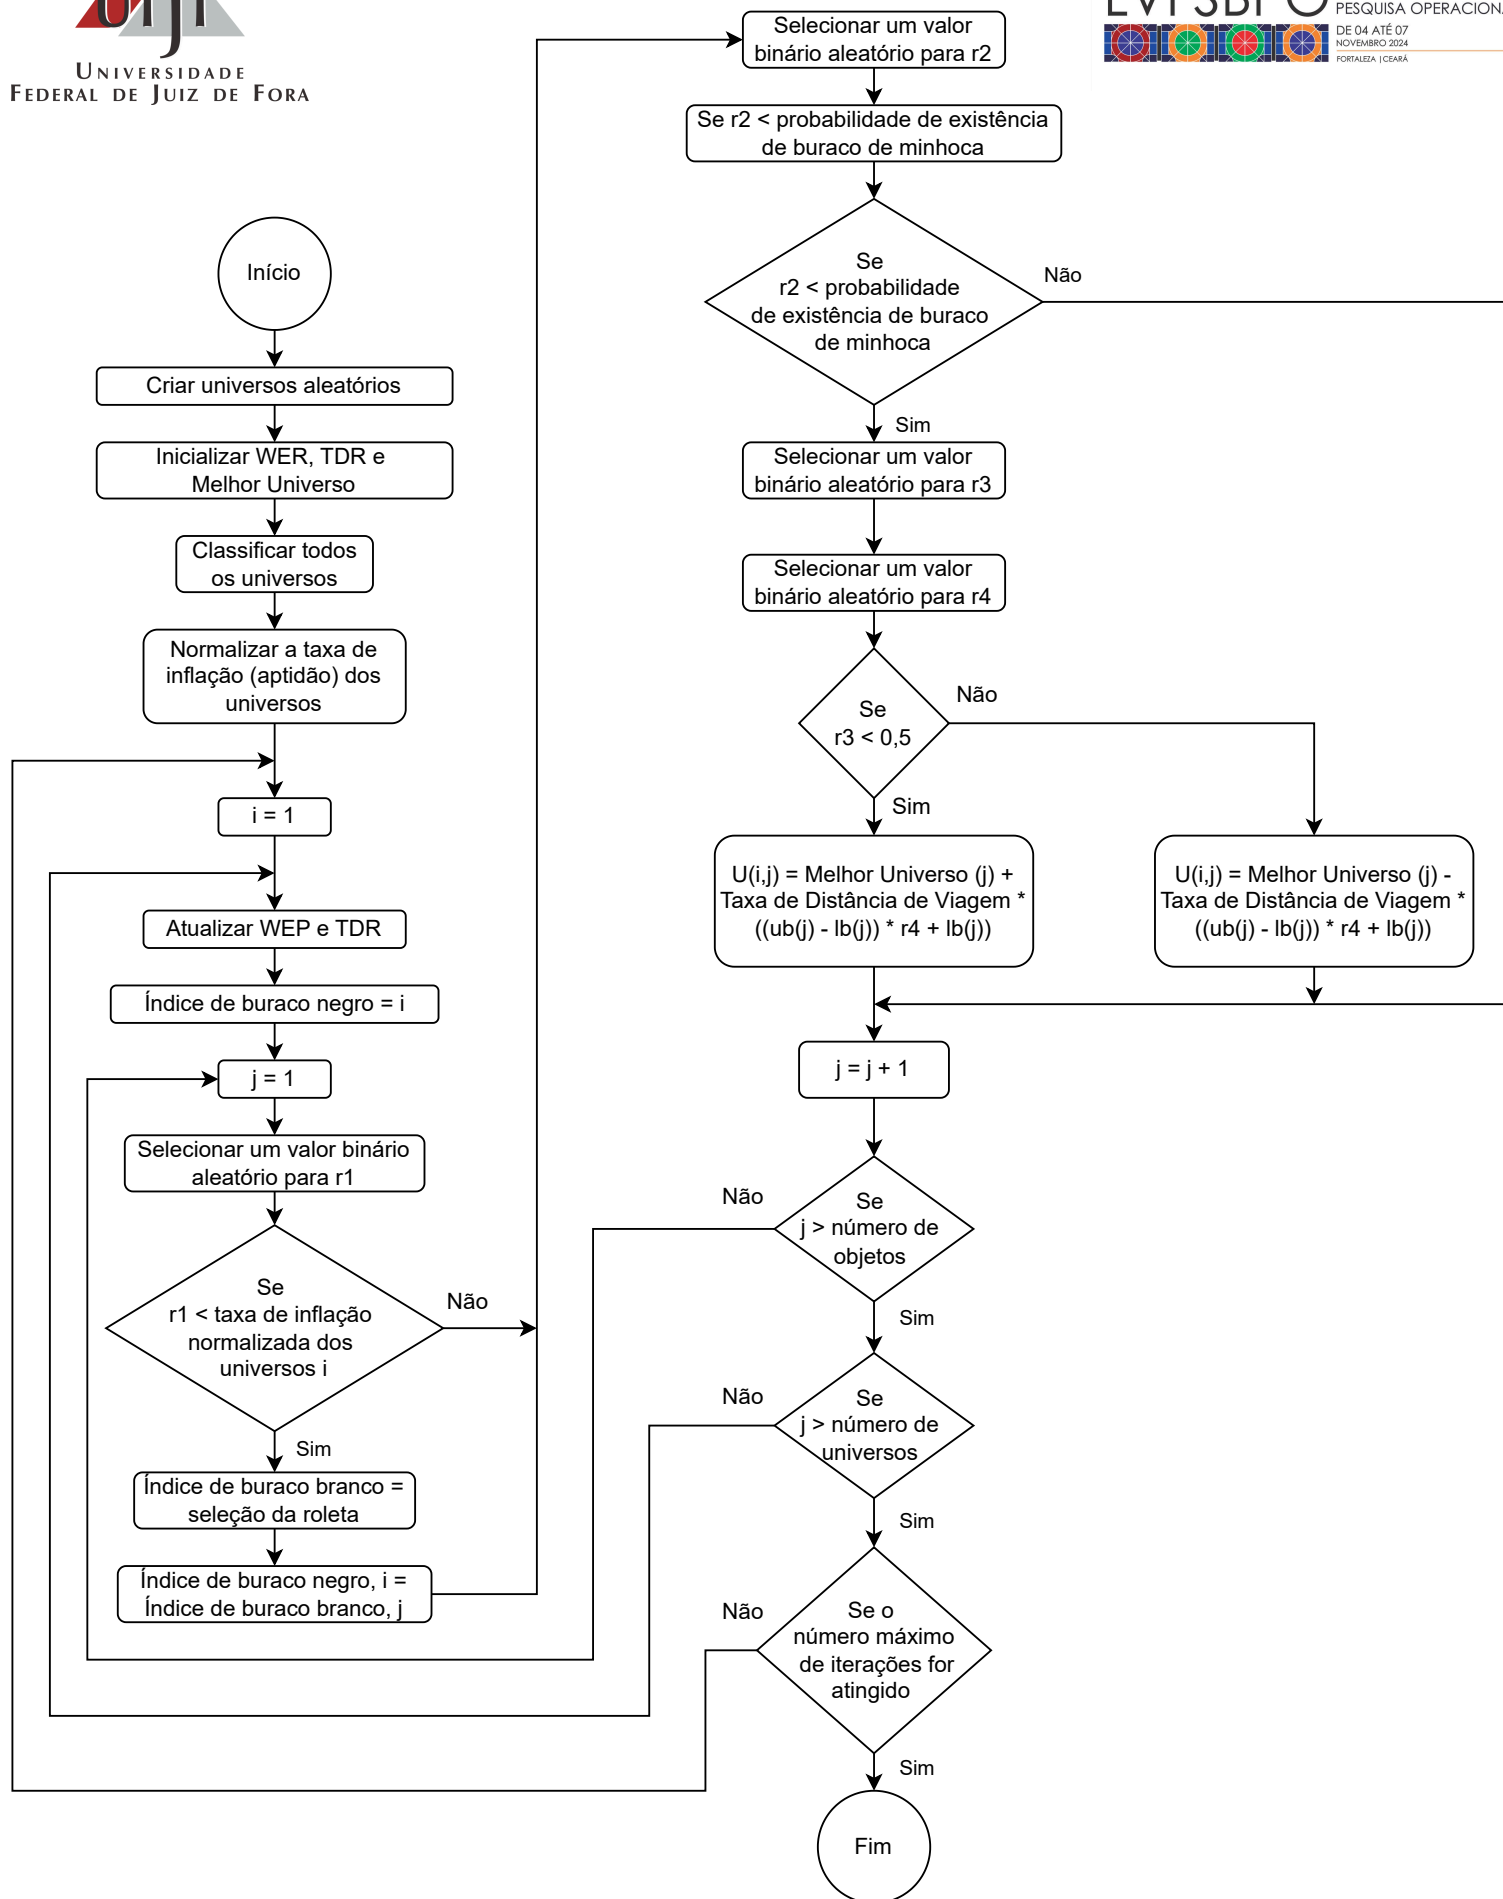 UNIVERSIDADE
FEDERAL DE JUIZ DE FORA
PESQUISA
DE 04 ATÉ 07
NOVEMBRO 2024
FORTALEZA | CEARÁ
Início
Criar universos aleatórios
Inicializar WER, TDR e
Melhor Universo
Classificar todos
os universos
Normalizar a taxa de
inflação (aptidão) dos
universos
i = 1
Atualizar WEP e TDR
Índice de buraco negro = i
j = 1
Selecionar um valor binário
aleatório para r1
Se
r1 < taxa de inflação
normalizada dos
universos i
Não
Sim
Índice de buraco branco =
seleção da roleta
Índice de buraco negro, i =
Índice de buraco branco, j
Selecionar um valor
binário aleatório para r2
Se r2 < probabilidade de existência
de buraco de minhoca
Se
r2 < probabilidade
de existência de buraco
de minhoca
Não
Sim
Selecionar um valor
binário aleatório para r3
Selecionar um valor
binário aleatório para r4
Se
r3 < 0,5
Não
Sim
U(i,j) = Melhor Universo (j) +
Taxa de Distância de Viagem *
((ub(j) - lb(j)) * r4 + lb(j))
U(i,j) = Melhor Universo (j) -
Taxa de Distância de Viagem *
((ub(j) - lb(j)) * r4 + lb(j))
j = j + 1
Se
j > número de
objetos
Não
Sim
Se
j > número de
universos
Não
Sim
Se o
número máximo
de iterações for
atingido
Não
Sim
Fim